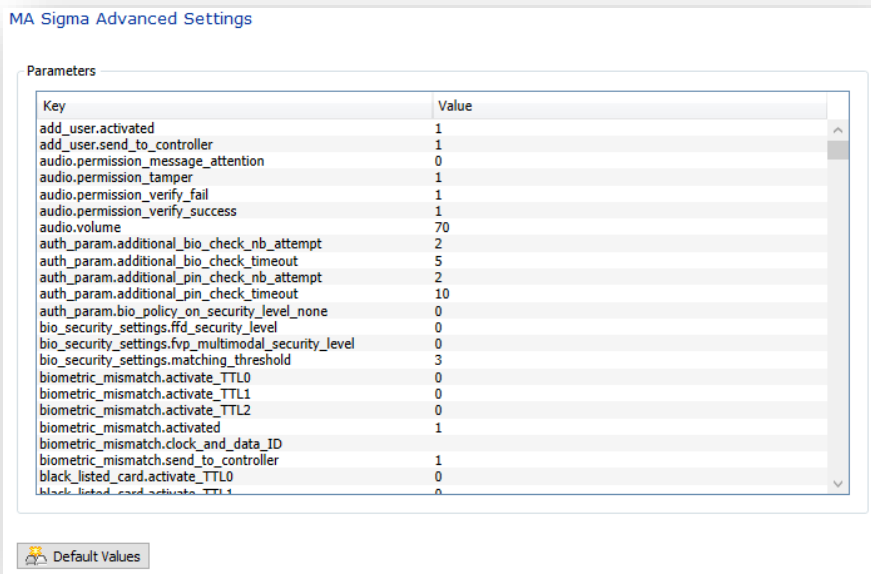 MA Sigma Advanced Settings
Parameters
Key Value
add_user.activated 1
add_user.send_to_controller 1
audio.permission_message_attention 0
audio.permission_tamper 1
audio.permission_verify_fail 1
audio.permission_verify_success 1
audio.volume 70
auth_param.additional_bio_check_nb_attempt 2
auth_param.additional_bio_check_timeout 5
auth_param.additional_pin_check_nb_attempt 2
auth_param.additional_pin_check_timeout 10
auth_param.bio_policy_on_security_level_none 0
bio_security_settings.ffd_security_level 0
bio_security_settings.fvp_multimodal_security_level 0
bio_security_settings.matching_threshold 3
biometric_mismatch.activate_TTL0 0
biometric_mismatch.activate_TTL1 0
biometric_mismatch.activate_TTL2 0
biometric_mismatch.activated 1
biometric_mismatch.clock_and_data_ID
biometric_mismatch.send_to_controller 1
black_listed_card.activate_TTL0 0
black_listed_card.activate_TTL1 0
Default Values